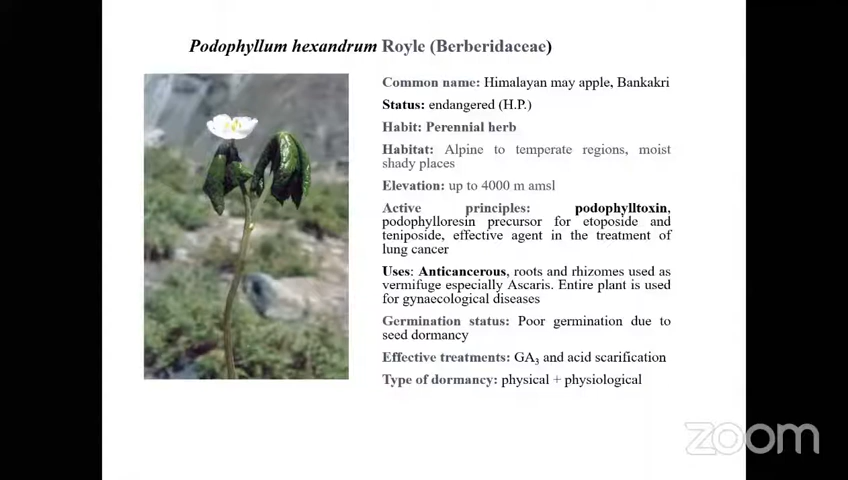 Podophyllum hexandrum Royle (Berberidaceae)
Common name: Himalayan may apple, Bankakri
Status: endangered (H.P.)
Habit: Perennial herb
Habitat: Alpine to temperate regions, moist
shady places
Elevation: up to 4000 m amsl
Active principles: podophylltoxin,
podophylloresin precursor for etoposide and
teniposide, effective agent in the treatment of
lung cancer
Uses: Anticancerous, roots and rhizomes used as
vermifuge especially Ascaris. Entire plant is used
for gynaecological diseases
Germination status: Poor germination due to
seed dormancy
Effective treatments: GA3 and acid scarification
Type of dormancy: physical + physiological
zoom